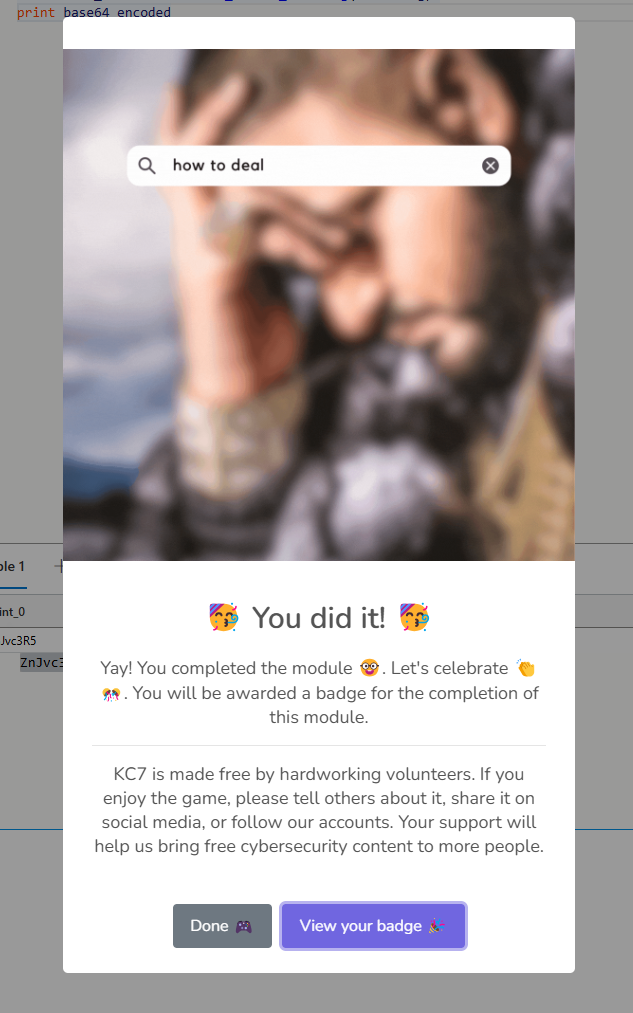 print base64_encoded
how to deal
ble 1
int_0
Jvc3R5
ZnJvc3
You did it!
Yay! You completed the module 🤓. Let's celebrate 👏
🎊. You will be awarded a badge for the completion of
this module.
KC7 is made free by hardworking volunteers. If you
enjoy the game, please tell others about it, share it on
social media, or follow our accounts. Your support will
help us bring free cybersecurity content to more people.
Done 🎮
View your badge 🎉